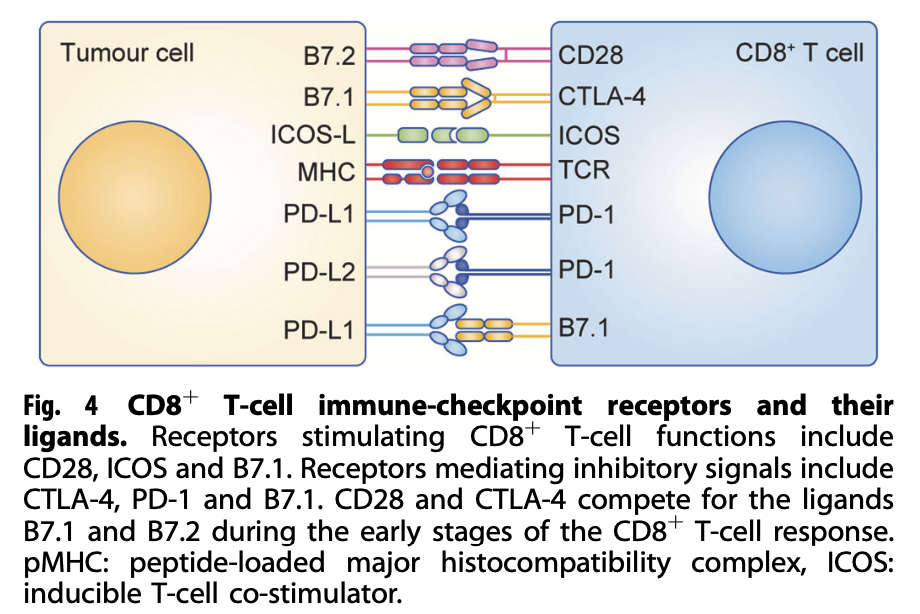 Tumour cell
CD8⁺ T cell
B7.2 CD28
B7.1 CTLA-4
ICOS-L ICOS
MHC TCR
PD-L1 PD-1
PD-L2 PD-1
PD-L1 B7.1
Fig. 4 CD8⁺ T-cell immune-checkpoint receptors and their
ligands. Receptors stimulating CD8⁺ T-cell functions include
CD28, ICOS and B7.1. Receptors mediating inhibitory signals include
CTLA-4, PD-1 and B7.1. CD28 and CTLA-4 compete for the ligands
B7.1 and B7.2 during the early stages of the CD8⁺ T-cell response.
pMHC: peptide-loaded major histocompatibility complex, ICOS:
inducible T-cell co-stimulator.